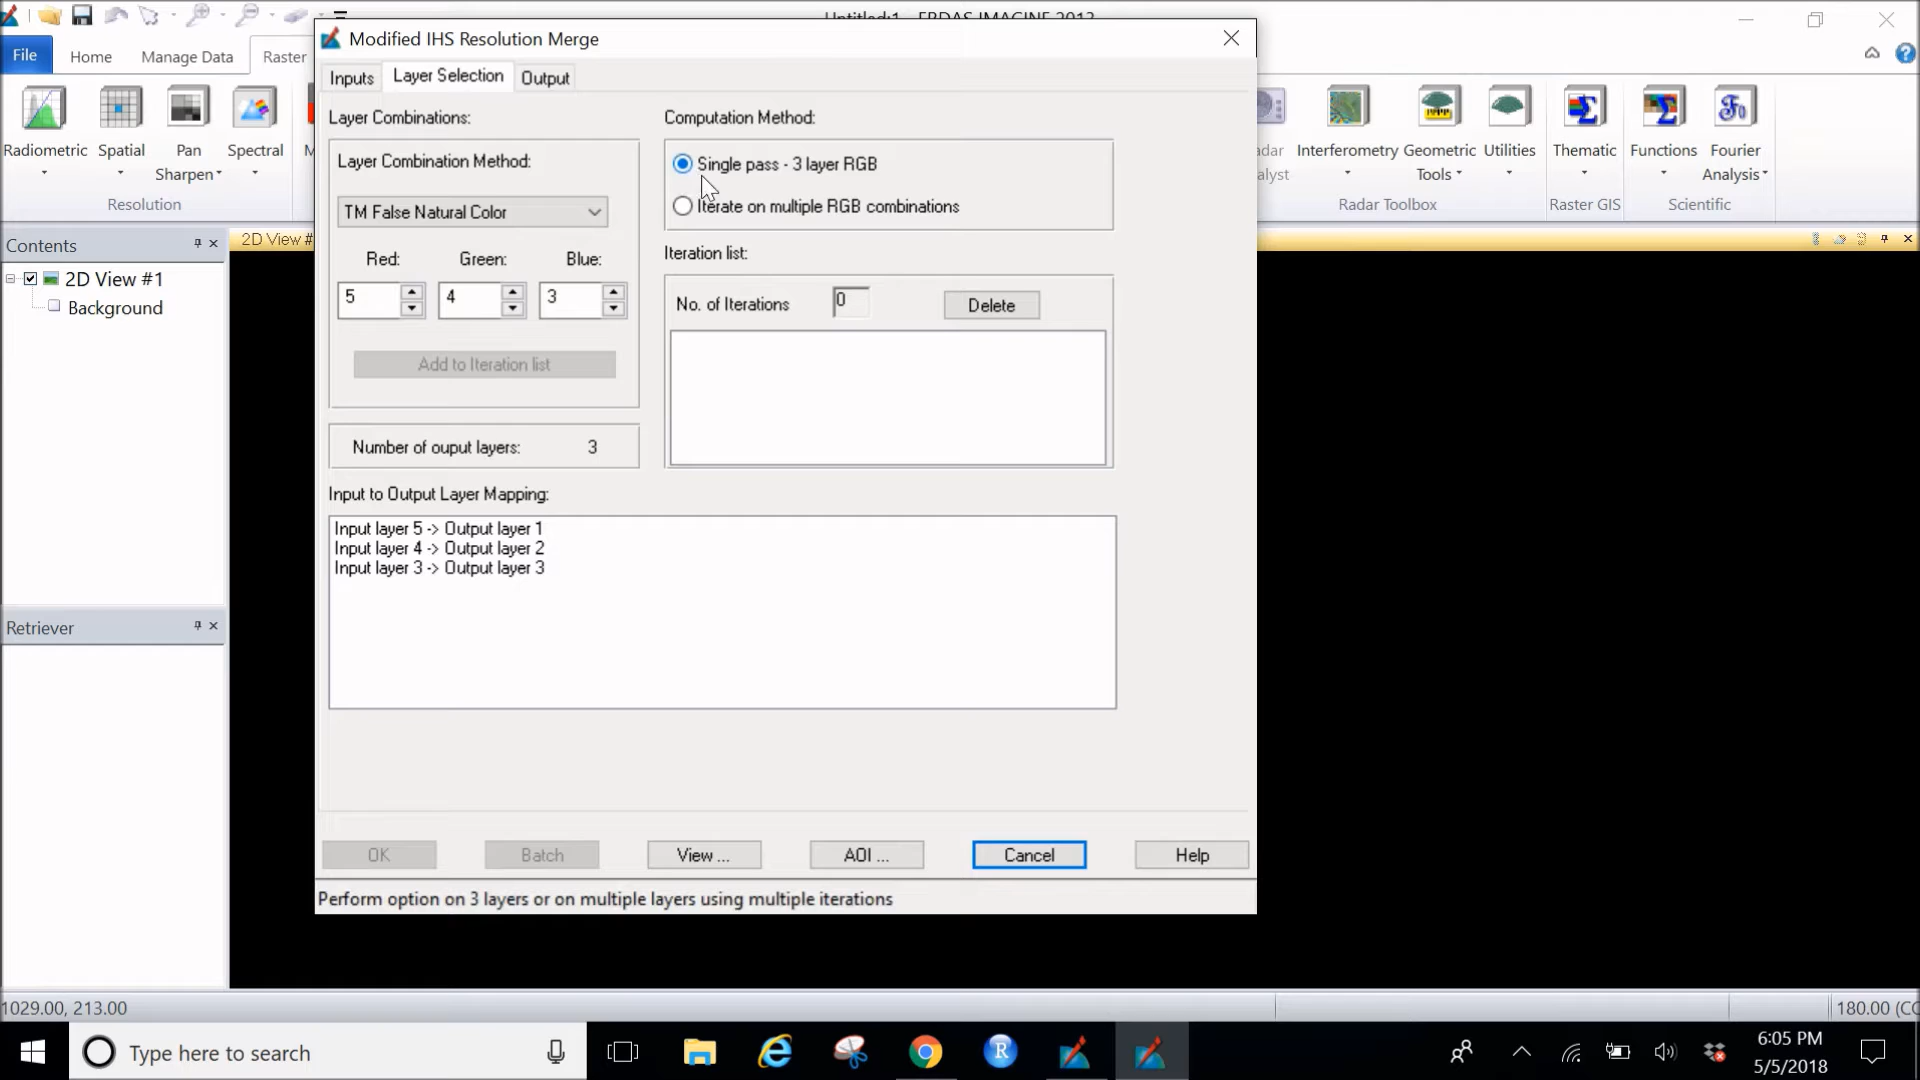 Untitled:1 - ERDAS IMAGINE 2013
File
Home
Manage Data
Raster
Radiometric
Spatial
Pan
Sharpen
Spectral
Resolution
Interferometry
Geometric
Tools
Utilities
Radar Toolbox
Thematic
Raster GIS
Functions
Fourier
Analysis
Scientific
Contents
2D View #1
Background
Retriever
2D View #
Modified IHS Resolution Merge
Inputs
Layer Selection
Output
Layer Combinations:
Layer Combination Method:
TM False Natural Color
Red:
Green:
Blue:
5
4
3
Add to Iteration list
Number of ouput layers: 3
Computation Method:
Single pass - 3 layer RGB
Iterate on multiple RGB combinations
Iteration list:
No. of Iterations 0
Delete
Input to Output Layer Mapping:
Input layer 5 -> Output layer 1
Input layer 4 -> Output layer 2
Input layer 3 -> Output layer 3
OK
Batch
View ...
AOI ...
Cancel
Help
Perform option on 3 layers or on multiple layers using multiple iterations
1029.00, 213.00
180.00 (CC
Type here to search
6:05 PM
5/5/2018